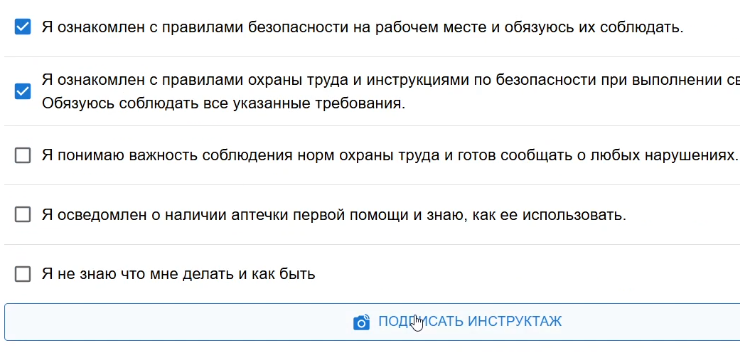 Я ознакомлен с правилами безопасности на рабочем месте и обязуюсь их соблюдать.
Я ознакомлен с правилами охраны труда и инструкциями по безопасности при выполнении
Обязуюсь соблюдать все указанные требования.
Я понимаю важность соблюдения норм охраны труда и готов сообщать о любых нарушениях.
Я осведомлен о наличии аптечки первой помощи и знаю, как ее использовать.
Я не знаю что мне делать и как быть
ПОДПИСАТЬ ИНСТРУКТАЖ